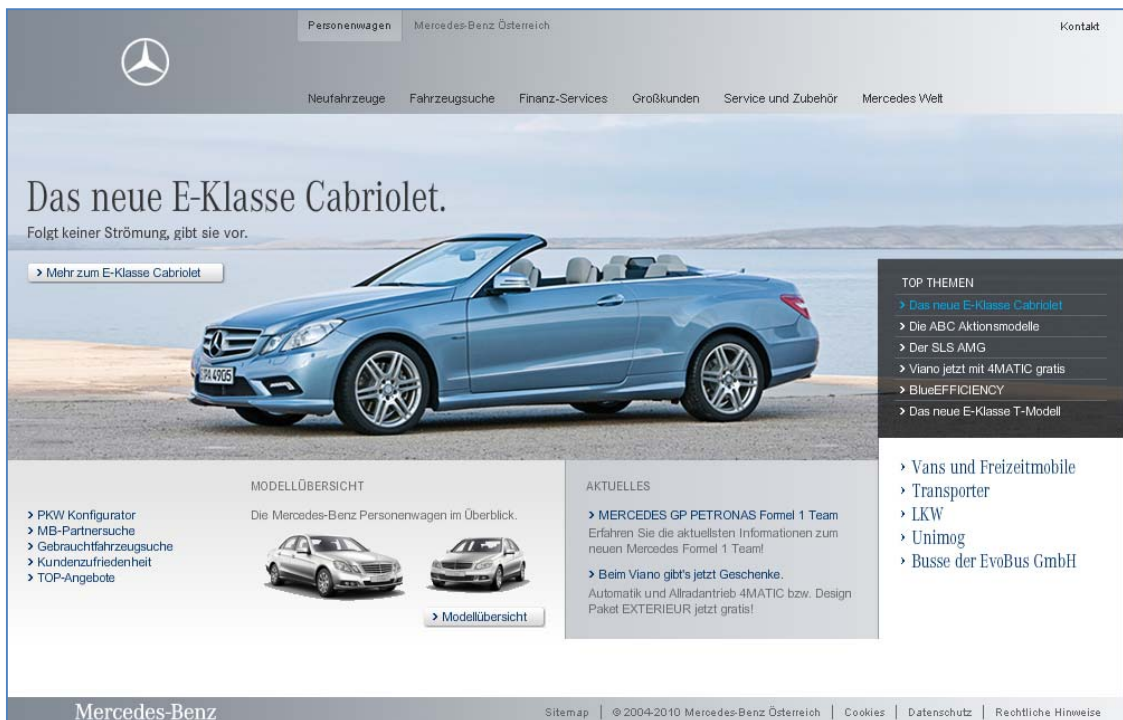 Personenwagen
Mercedes-Benz Österreich
Kontakt
Neufahrzeuge
Fahrzeugsuche
Finanz-Services
Großkunden
Service und Zubehör
Mercedes Welt
Das neue E-Klasse Cabriolet.
Folgt keiner Strömung, gibt sie vor.
› Mehr zum E-Klasse Cabriolet
PA 4905
TOP THEMEN
› Das neue E-Klasse Cabriolet
› Die ABC Aktionsmodelle
› Der SLS AMG
› Viano jetzt mit 4MATIC gratis
› BlueEFFICIENCY
› Das neue E-Klasse T-Modell
› PKW Konfigurator
› MB-Partnersuche
› Gebrauchtfahrzeugsuche
› Kundenzufriedenheit
› TOP-Angebote
MODELLÜBERSICHT
Die Mercedes-Benz Personenwagen im Überblick.
› Modellübersicht
AKTUELLES
› MERCEDES GP PETRONAS Formel 1 Team
Erfahren Sie die aktuellsten Informationen zum
neuen Mercedes Formel 1 Team!
› Beim Viano gibt's jetzt Geschenke.
Automatik und Allradantrieb 4MATIC bzw. Design
Paket EXTERIEUR jetzt gratis!
› Vans und Freizeitmobile
› Transporter
› LKW
› Unimog
› Busse der EvoBus GmbH
Mercedes-Benz
Sitemap | © 2004-2010 Mercedes-Benz Österreich | Cookies | Datenschutz | Rechtliche Hinweise